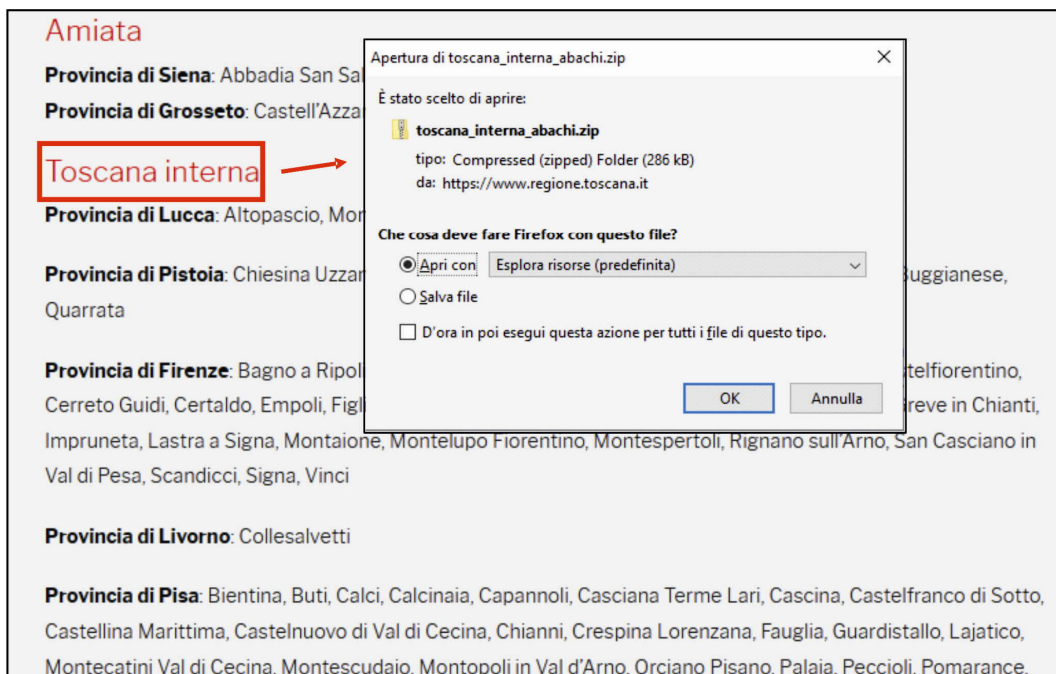 Amiata
Provincia di Siena: Abbadia San Sal
Provincia di Grosseto: Castell'Azza
Toscana interna
Provincia di Lucca: Altopascio, Mon
Provincia di Pistoia: Chiesina Uzzan
Buggianese,
Quarrata
Provincia di Firenze: Bagno a Ripol
telfiorentino,
Cerreto Guidi, Certaldo, Empoli, Figl
reve in Chianti,
Impruneta, Lastra a Signa, Montaione, Montelupo Fiorentino, Montespertoli, Rignano sull'Arno, San Casciano in
Val di Pesa, Scandicci, Signa, Vinci
Provincia di Livorno: Collesalvetti
Provincia di Pisa: Bientina, Buti, Calci, Calcinaia, Capannoli, Casciana Terme Lari, Cascina, Castelfranco di Sotto,
Castellina Marittima, Castelnuovo di Val di Cecina, Chianni, Crespina Lorenzana, Fauglia, Guardistallo, Lajatico,
Montecatini Val di Cecina, Montescudaio, Montopoli in Val d'Arno, Orciano Pisano, Palaia, Peccioli, Pomarance,
Apertura di toscana_interna_abachi.zip
È stato scelto di aprire:
toscana_interna_abachi.zip
tipo: Compressed (zipped) Folder (286 kB)
da: https://www.regione.toscana.it
Che cosa deve fare Firefox con questo file?
Apri con Esplora risorse (predefinita)
Salva file
D'ora in poi esegui questa azione per tutti i file di questo tipo.
OK Annulla